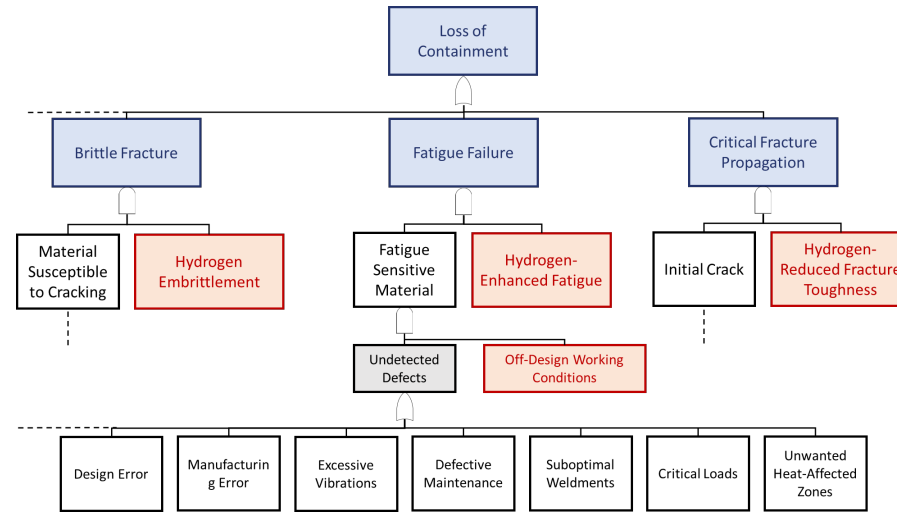 Loss of
Containment
Brittle Fracture
Fatigue Failure
Critical Fracture
Propagation
Material
Susceptible
to Cracking
Hydrogen
Embrittlement
Fatigue
Sensitive
Material
Hydrogen-
Enhanced Fatigue
Initial Crack
Hydrogen-
Reduced Fracture
Toughness
Undetected
Defects
Off-Design Working
Conditions
Design Error
Manufacturin
g Error
Excessive
Vibrations
Defective
Maintenance
Suboptimal
Weldments
Critical Loads
Unwanted
Heat-Affected
Zones